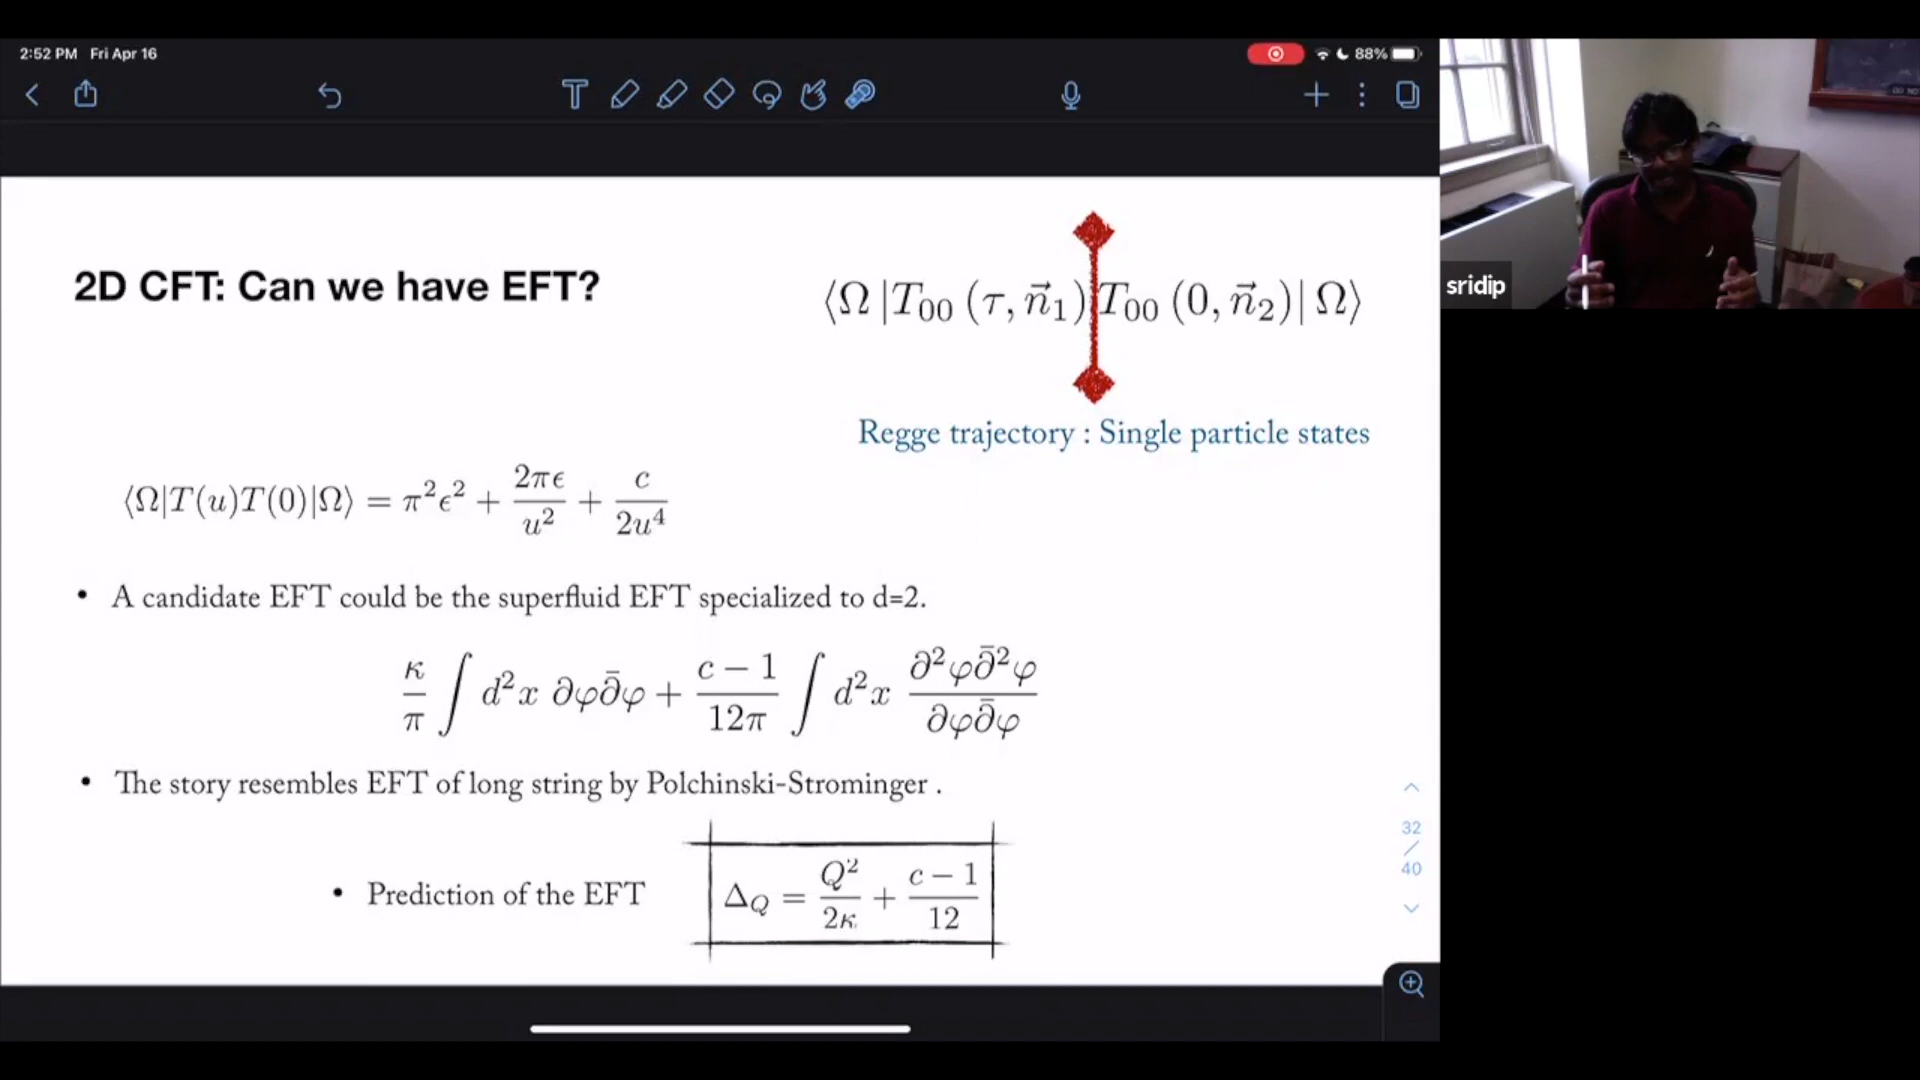 2:52 PM Fri Apr 16
88%
2D CFT: Can we have EFT?
⟨Ω|T₀₀(τ, n⃗₁) T₀₀(0, n⃗₂)|Ω⟩
Regge trajectory : Single particle states
⟨Ω|T(u)T(0)|Ω⟩ = π²ϵ² + 2πϵ/u² + c/2u⁴
• A candidate EFT could be the superfluid EFT specialized to d=2.
κ/π ∫ d²x ∂φ∂̄φ + (c − 1)/12π ∫ d²x ∂²φ∂̄²φ/∂φ∂̄φ
• The story resembles EFT of long string by Polchinski-Strominger .
• Prediction of the EFT
Δ_Q = Q²/2κ + (c − 1)/12
32
/
40
sridip